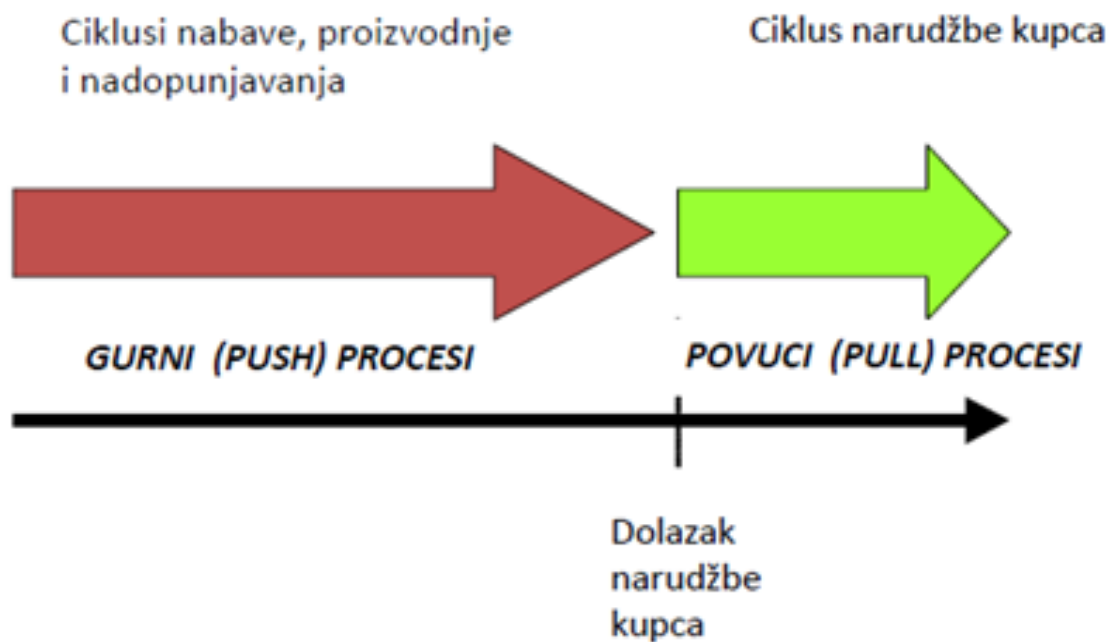 Ciklusi nabave, proizvodnje
i nadopunjavanja
Ciklus narudžbe kupca
GURNI (PUSH) PROCESI
POVUCI (PULL) PROCESI
Dolazak
narudžbe
kupca